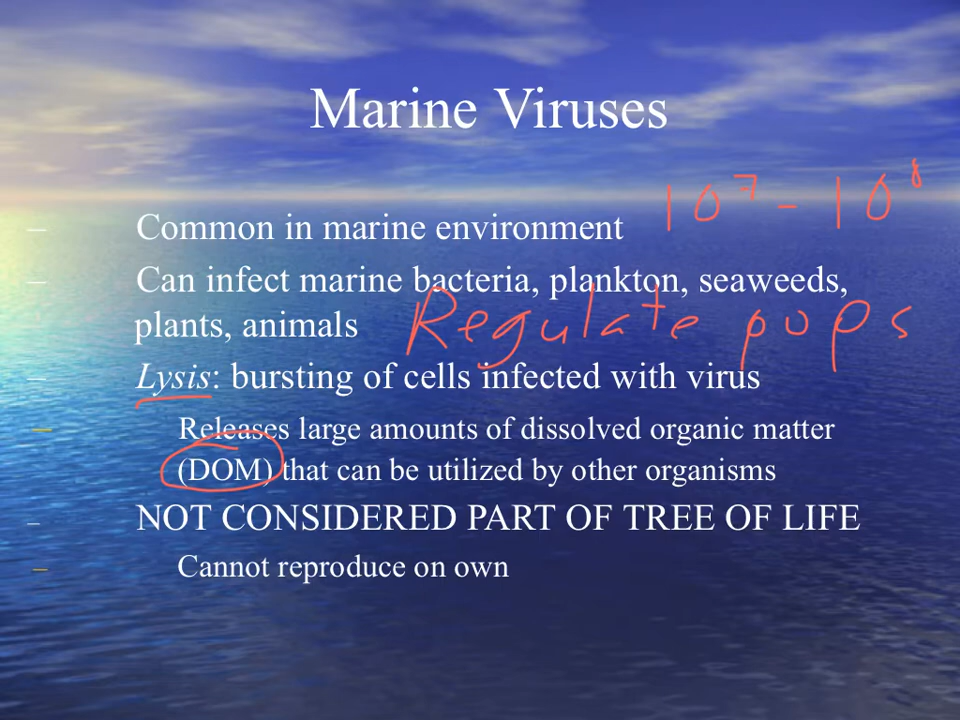 Marine Viruses
10⁷ - 10⁸
– Common in marine environment
– Can infect marine bacteria, plankton, seaweeds,
plants, animals
Regulate pops
– Lysis: bursting of cells infected with virus
– Releases large amounts of dissolved organic matter
(DOM) that can be utilized by other organisms
– NOT CONSIDERED PART OF TREE OF LIFE
– Cannot reproduce on own